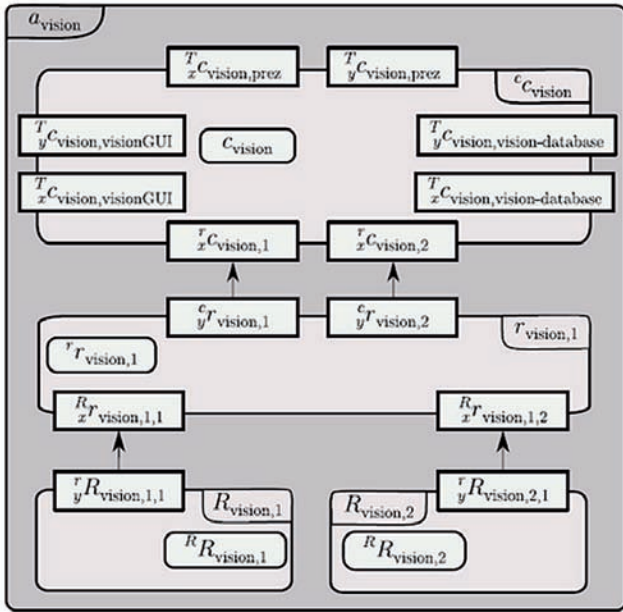 a_vision
^T_x c_vision,prez ^T_y c_vision,prez
^c c_vision
^T_y c_vision,visionGUI c_vision ^T_y c_vision,vision-database
^T_x c_vision,visionGUI ^T_x c_vision,vision-database
^r_x c_vision,1 ^r_x c_vision,2
^c_y r_vision,1 ^c_y r_vision,2
r_vision,1
^r r_vision,1
^R_x r_vision,1,1 ^R_x r_vision,1,2
^r_y R_vision,1,1 ^r_y R_vision,2,1
R_vision,1 R_vision,2
^R R_vision,1 ^R R_vision,2